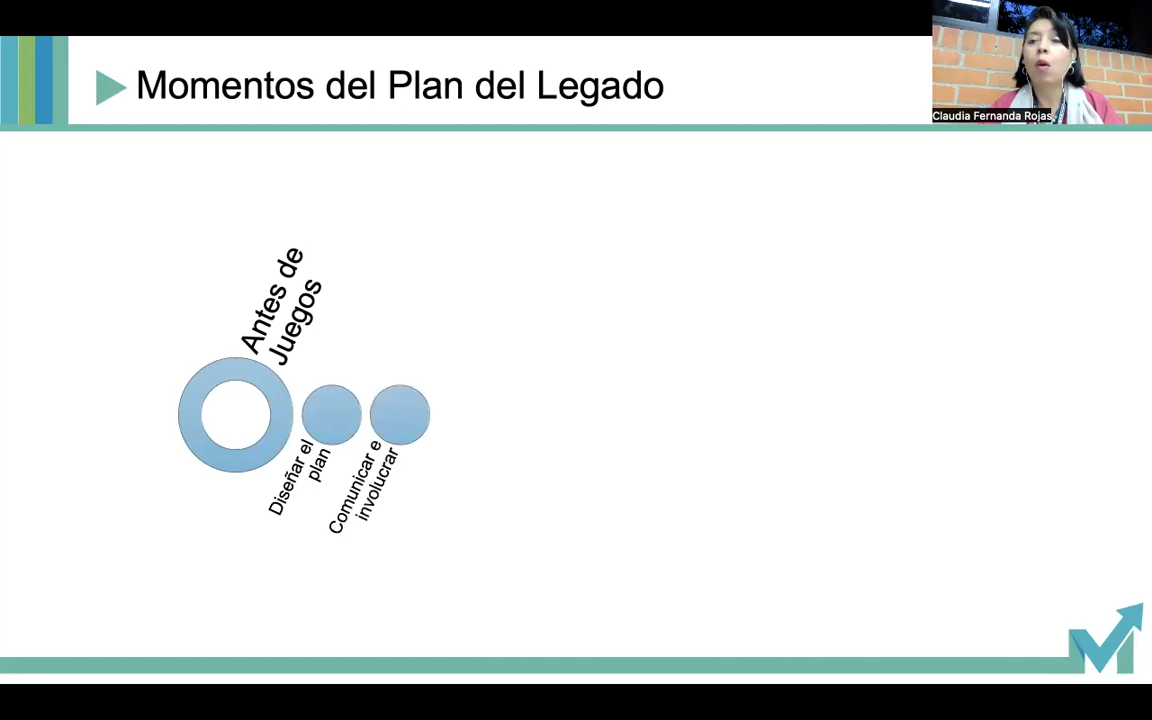 Momentos del Plan del Legado
Claudia Fernanda Rojas
Antes de
Juegos
Diseñar el
plan
Comunicar e
involucrar